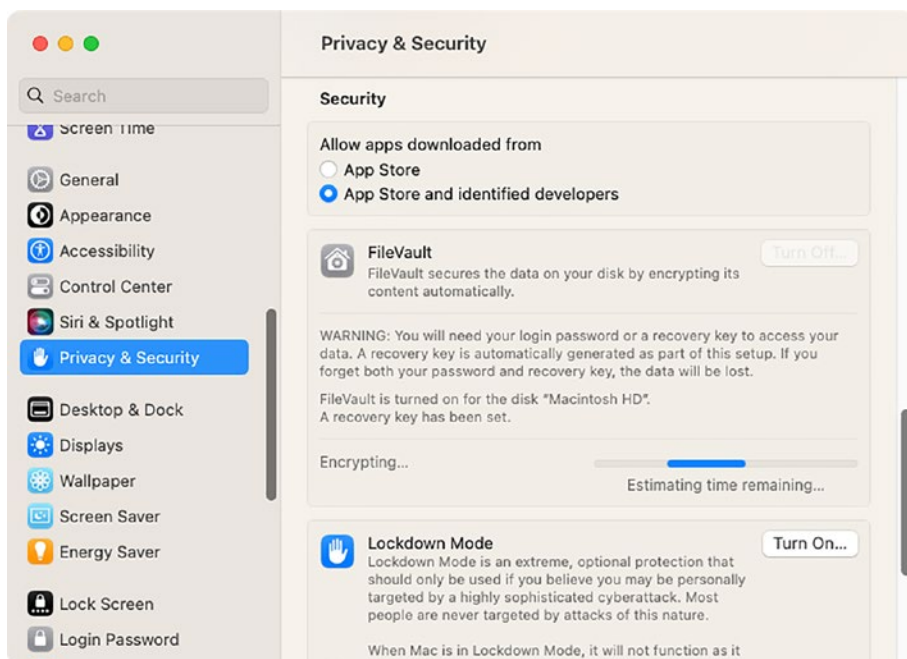 Privacy & Security
Search
Screen Time
General
Appearance
Accessibility
Control Center
Siri & Spotlight
Privacy & Security
Desktop & Dock
Displays
Wallpaper
Screen Saver
Energy Saver
Lock Screen
Login Password
Security
Allow apps downloaded from
App Store
App Store and identified developers
FileVault
Turn Off...
FileVault secures the data on your disk by encrypting its
content automatically.
WARNING: You will need your login password or a recovery key to access your
data. A recovery key is automatically generated as part of this setup. If you
forget both your password and recovery key, the data will be lost.
FileVault is turned on for the disk “Macintosh HD”.
A recovery key has been set.
Encrypting...
Estimating time remaining...
Lockdown Mode
Turn On...
Lockdown Mode is an extreme, optional protection that
should only be used if you believe you may be personally
targeted by a highly sophisticated cyberattack. Most
people are never targeted by attacks of this nature.
When Mac is in Lockdown Mode, it will not function as it